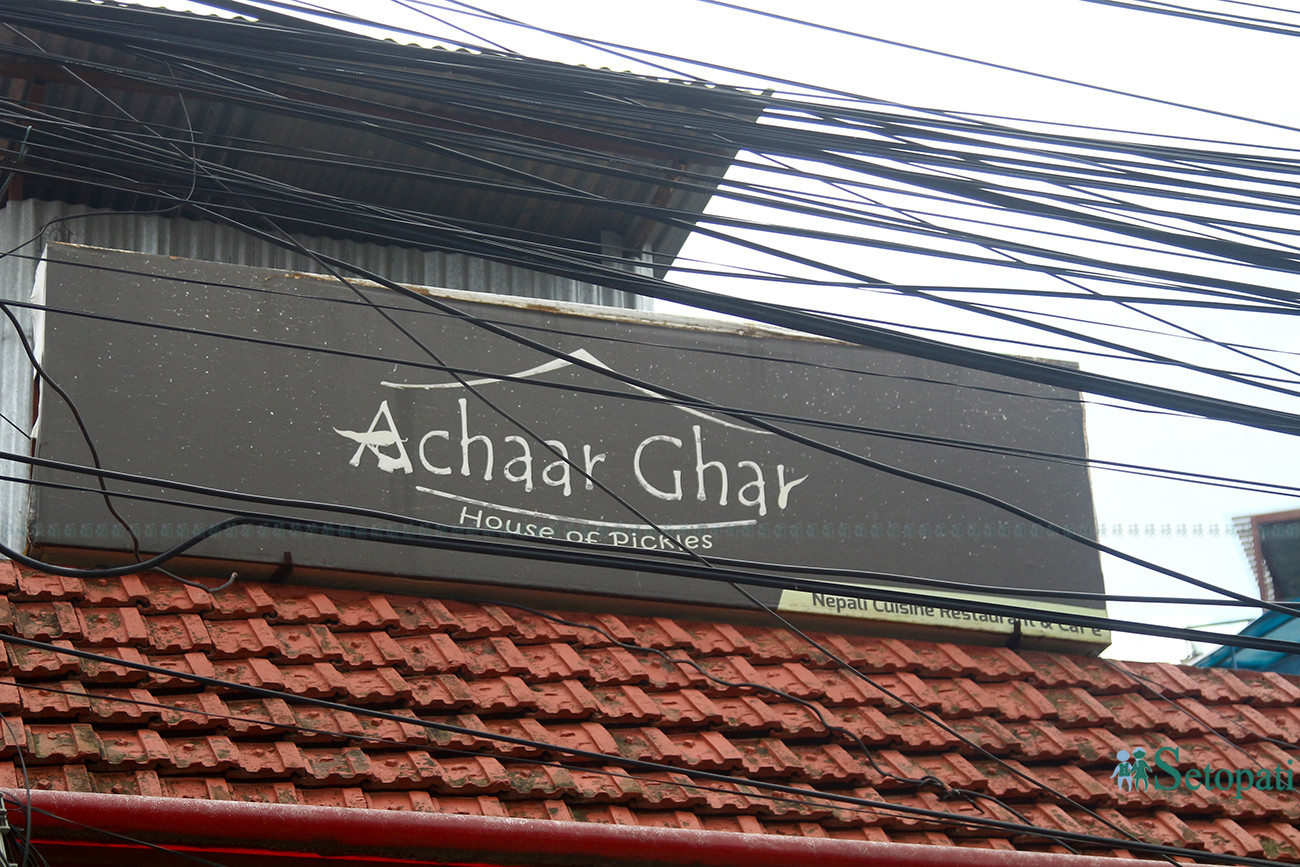 Achaar Ghar
House of Pickles
Nepali Cuisine Restaurant & Cafe
Setopati